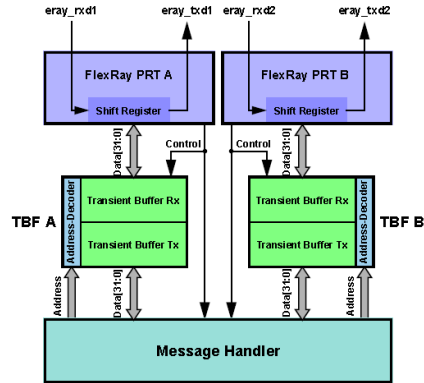 eray_rxd1 eray_txd1 eray_rxd2 eray_txd2
FlexRay PRT A FlexRay PRT B
Shift Register Shift Register
Data[31:0] Control Control Data[31:0]
TBF A Address-Decoder Transient Buffer Rx Transient Buffer Rx Address-Decoder TBF B
Transient Buffer Tx Transient Buffer Tx
Address Data[31:0] Data[31:0] Address
Message Handler